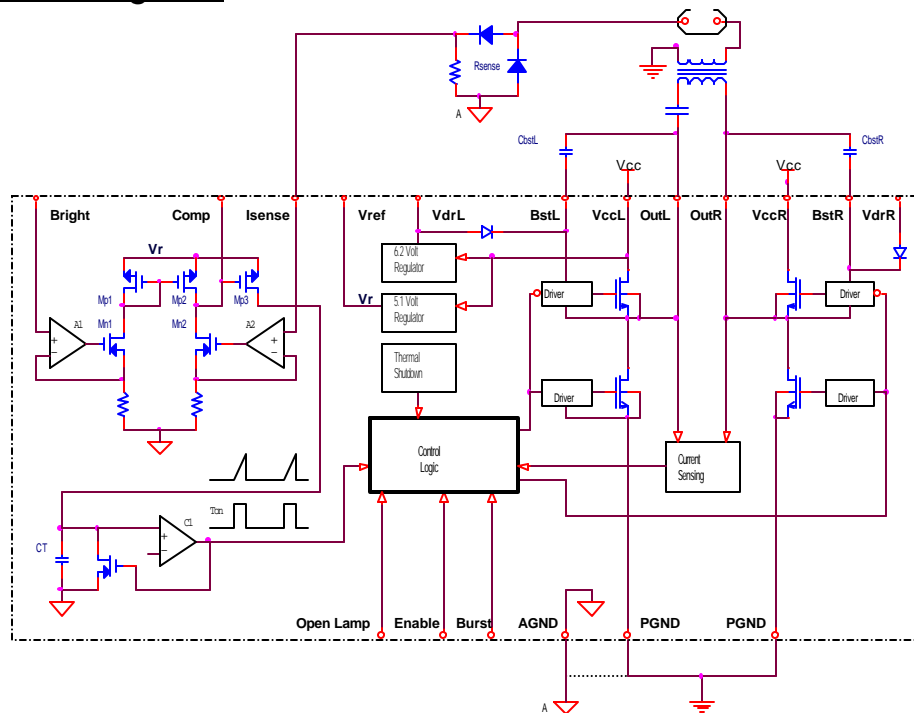 Rsense
A
CbstL
CbstR
Vcc
Vcc
Bright
Comp
Isense
Vref
VdrL
BstL
VccL
OutL
OutR
VccR
BstR
VdrR
Vr
6.2 Volt
Regulator
Mp1
Mp2
Mp3
Vr
5.1 Volt
Regulator
Driver
Driver
A1
Mn1
Mn2
A2
+
−
+
−
Thermal
Shutdown
Driver
Driver
Control
Logic
Current
Sensing
Ton
C1
+
−
CT
Open Lamp
Enable
Burst
AGND
PGND
PGND
A